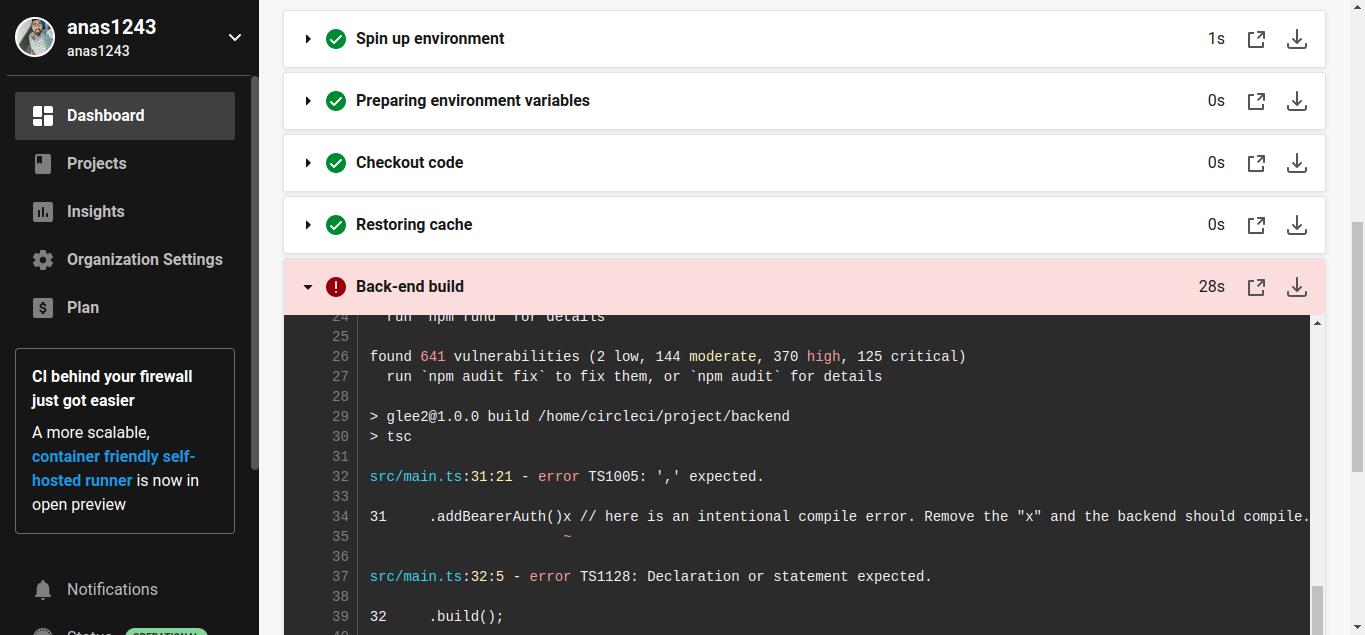 anas1243
anas1243
Dashboard
Projects
Insights
Organization Settings
Plan
CI behind your firewall
just got easier
A more scalable,
container friendly self-
hosted runner is now in
open preview
Notifications
Status OPERATIONAL
Spin up environment 1s
Preparing environment variables 0s
Checkout code 0s
Restoring cache 0s
Back-end build 28s
24 run `npm fund` for details
25
26 found 641 vulnerabilities (2 low, 144 moderate, 370 high, 125 critical)
27 run `npm audit fix` to fix them, or `npm audit` for details
28
29 > glee2@1.0.0 build /home/circleci/project/backend
30 > tsc
31
32 src/main.ts:31:21 - error TS1005: ',' expected.
33
34 31 .addBearerAuth()x // here is an intentional compile error. Remove the "x" and the backend should compile.
35 ~
36
37 src/main.ts:32:5 - error TS1128: Declaration or statement expected.
38
39 32 .build();
40